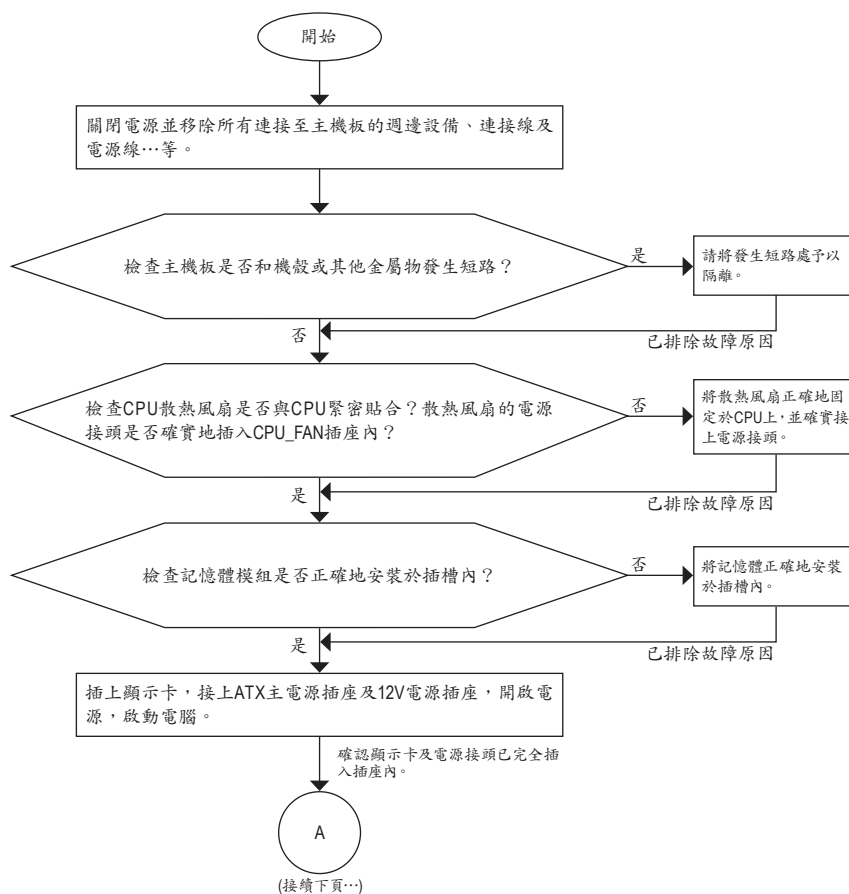 開始
關閉電源並移除所有連接至主機板的週邊設備、連接線及
電源線…等。
檢查主機板是否和機殼或其他金屬物發生短路？
是
請將發生短路處予以
隔離。
否
已排除故障原因
檢查CPU散熱風扇是否與CPU緊密貼合？散熱風扇的電源
接頭是否確實地插入CPU_FAN插座內？
否
將散熱風扇正確地固
定於CPU上，並確實接
上電源接頭。
是
已排除故障原因
檢查記憶體模組是否正確地安裝於插槽內？
否
將記憶體正確地安裝
於插槽內。
是
已排除故障原因
插上顯示卡，接上ATX主電源插座及12V電源插座，開啟電
源，啟動電腦。
確認顯示卡及電源接頭已完全插
入插座內。
A
(接續下頁…)